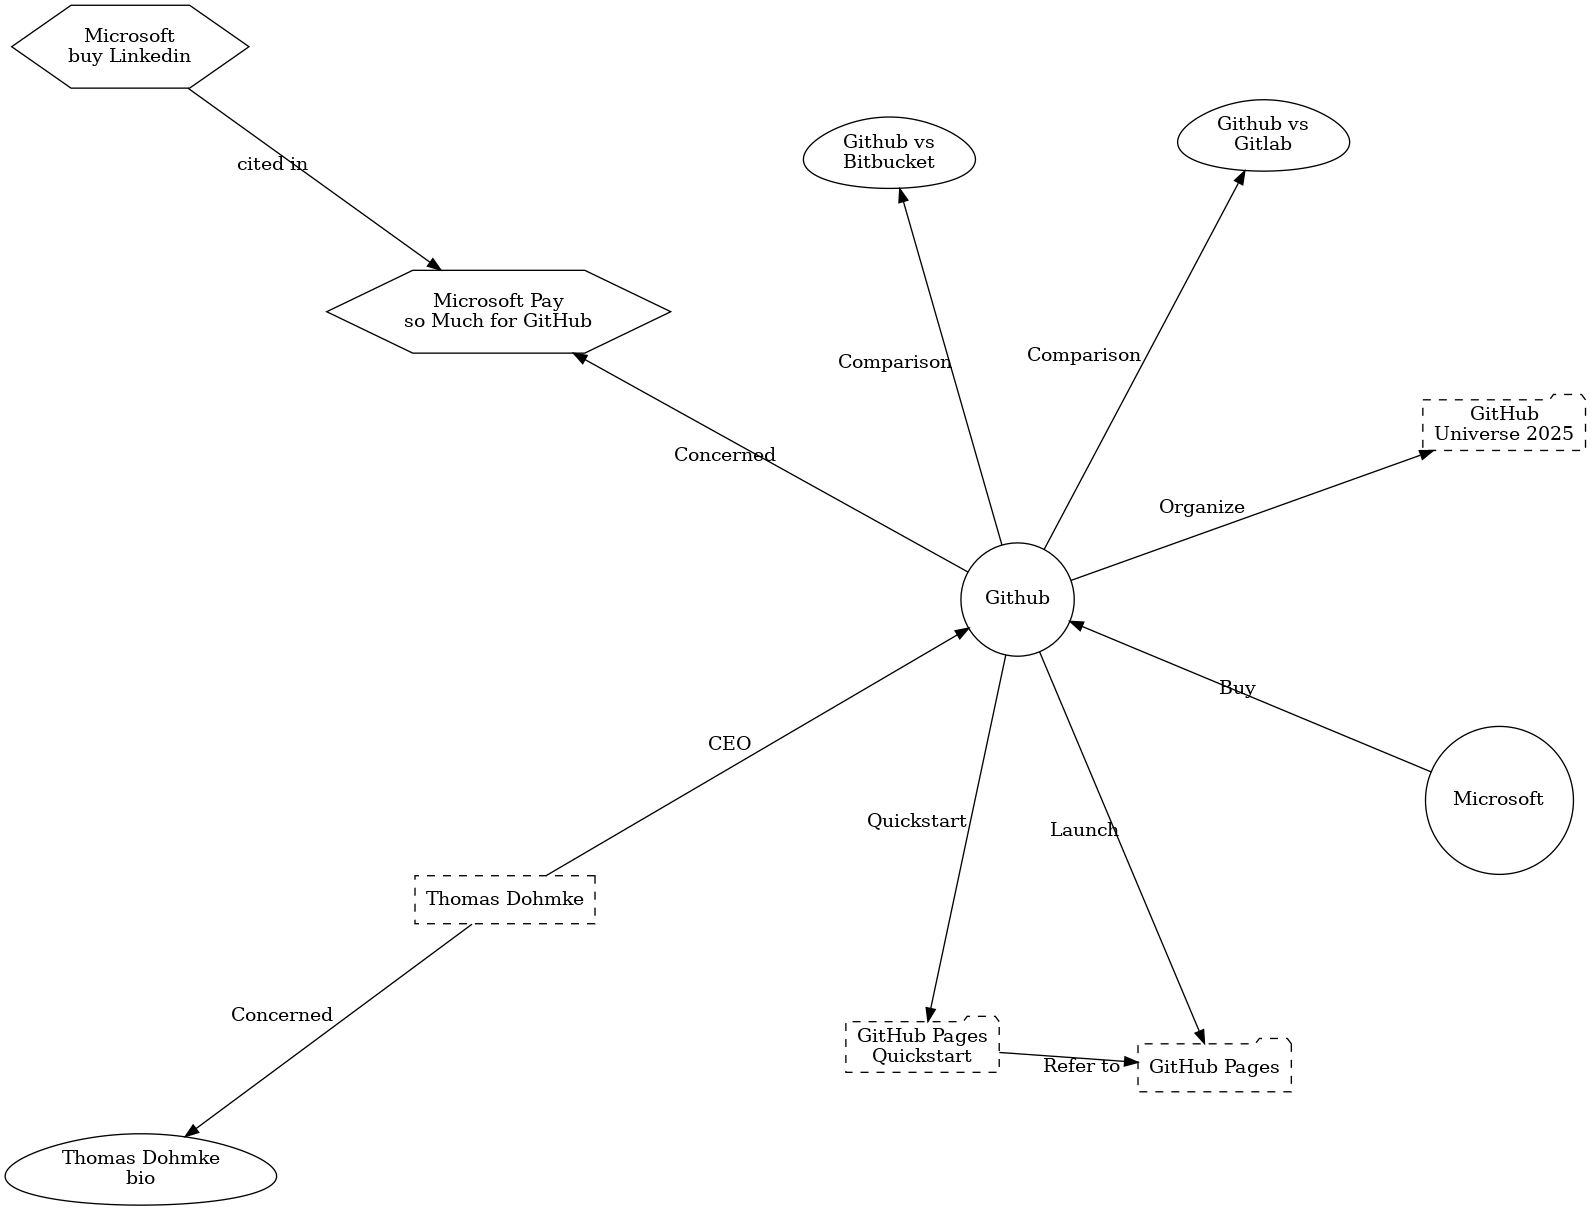 Microsoft
buy Linkedin
cited in
Github vs
Bitbucket
Github vs
Gitlab
Microsoft Pay
so Much for GitHub
Comparison
Comparison
GitHub
Universe 2025
Concerned
Organize
Github
Buy
CEO
Microsoft
Quickstart
Launch
Thomas Dohmke
Concerned
GitHub Pages
Quickstart
Refer to
GitHub Pages
Thomas Dohmke
bio